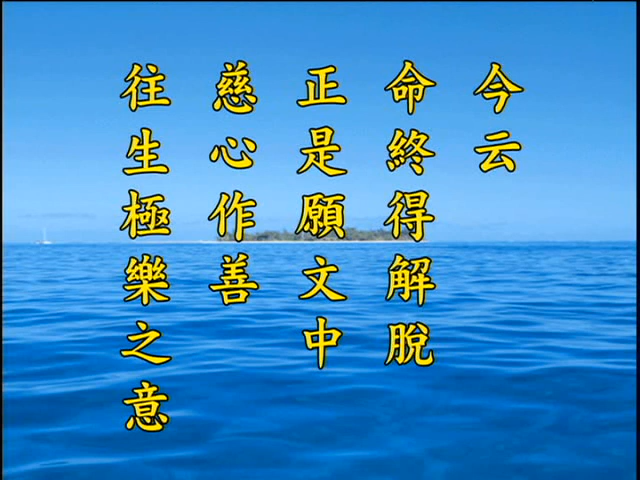 今云
命終得解脫
正是願文中
慈心作善
往生極樂之意